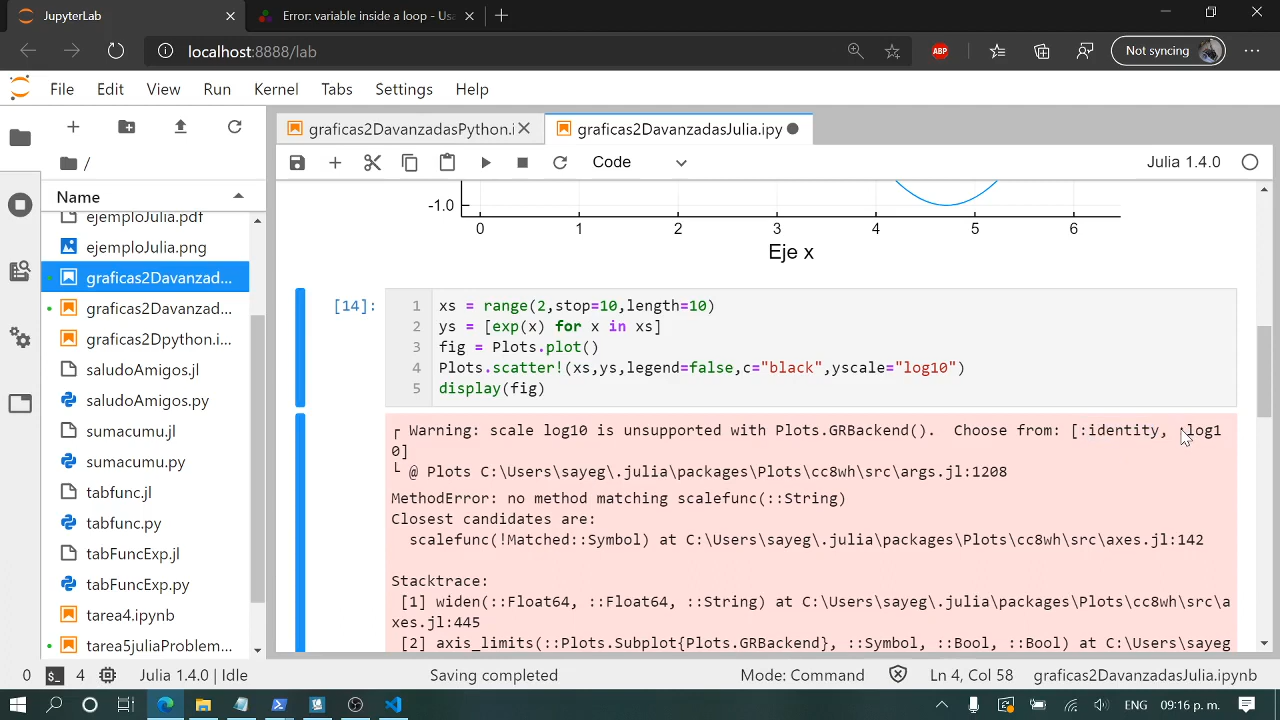 JupyterLab
Error: variable inside a loop - Usa
localhost:8888/lab
ABP
Not syncing
File Edit View Run Kernel Tabs Settings Help
graficas2DavanzadasPython.i
graficas2DavanzadasJulia.ipy
/
Code
Julia 1.4.0
Name
ejemploJulia.pdf
ejemploJulia.png
graficas2Davanzad...
graficas2Davanzad...
graficas2Dpython.i...
saludoAmigos.jl
saludoAmigos.py
sumacumu.jl
sumacumu.py
tabfunc.jl
tabfunc.py
tabFuncExp.jl
tabFuncExp.py
tarea4.ipynb
tarea5juliaProblem...
-1.0
0 1 2 3 4 5 6
Eje x
[14]:
1 xs = range(2,stop=10,length=10)
2 ys = [exp(x) for x in xs]
3 fig = Plots.plot()
4 Plots.scatter!(xs,ys,legend=false,c="black",yscale="log10")
5 display(fig)
┌ Warning: scale log10 is unsupported with Plots.GRBackend().  Choose from: [:identity, :log1
0]
└ @ Plots C:\Users\sayeg\.julia\packages\Plots\cc8wh\src\args.jl:1208
MethodError: no method matching scalefunc(::String)
Closest candidates are:
scalefunc(!Matched::Symbol) at C:\Users\sayeg\.julia\packages\Plots\cc8wh\src\axes.jl:142
Stacktrace:
[1] widen(::Float64, ::Float64, ::String) at C:\Users\sayeg\.julia\packages\Plots\cc8wh\src\a
xes.jl:445
[2] axis_limits(::Plots.Subplot{Plots.GRBackend}, ::Symbol, ::Bool, ::Bool) at C:\Users\sayeg
0 4 Julia 1.4.0 | Idle Saving completed Mode: Command Ln 4, Col 58 graficas2DavanzadasJulia.ipynb
ESP 09:16 p. m.